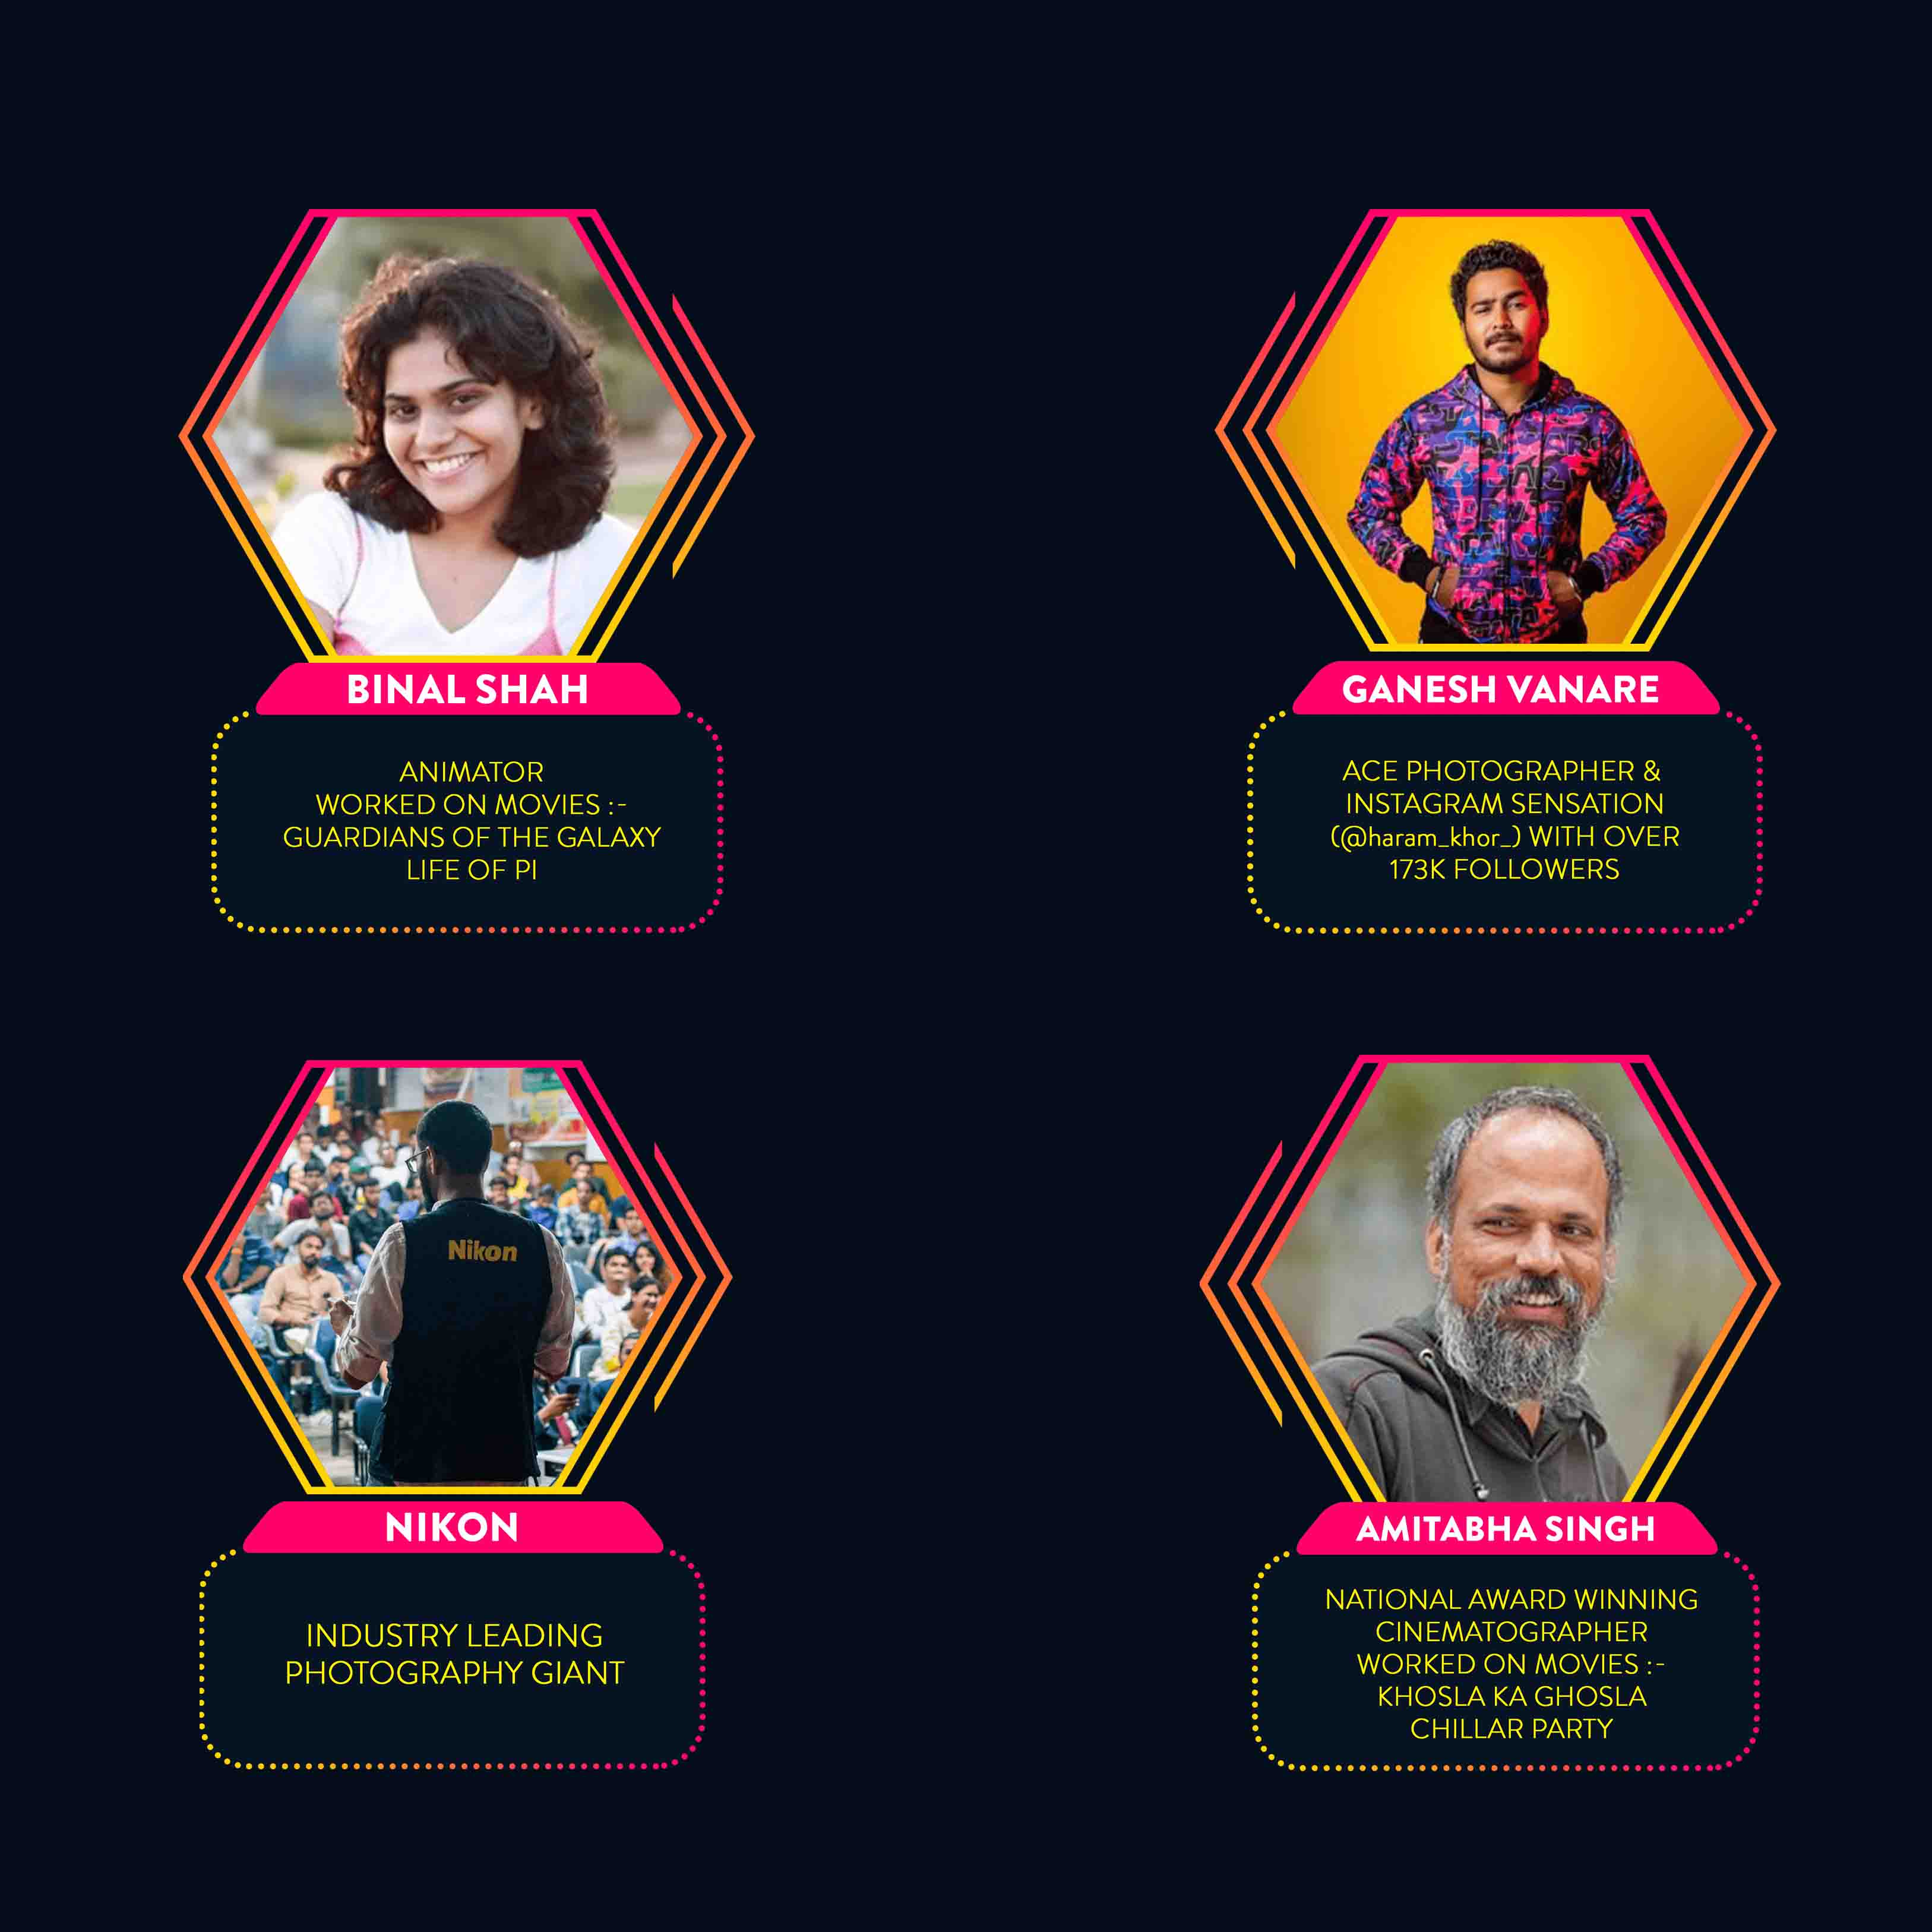 BINAL SHAH
ANIMATOR
WORKED ON MOVIES :-
GUARDIANS OF THE GALAXY
LIFE OF PI
GANESH VANARE
ACE PHOTOGRAPHER &
INSTAGRAM SENSATION
(@haram_khor_) WITH OVER
173K FOLLOWERS
Nikon
NIKON
INDUSTRY LEADING
PHOTOGRAPHY GIANT
AMITABHA SINGH
NATIONAL AWARD WINNING
CINEMATOGRAPHER
WORKED ON MOVIES :-
KHOSLA KA GHOSLA
CHILLAR PARTY